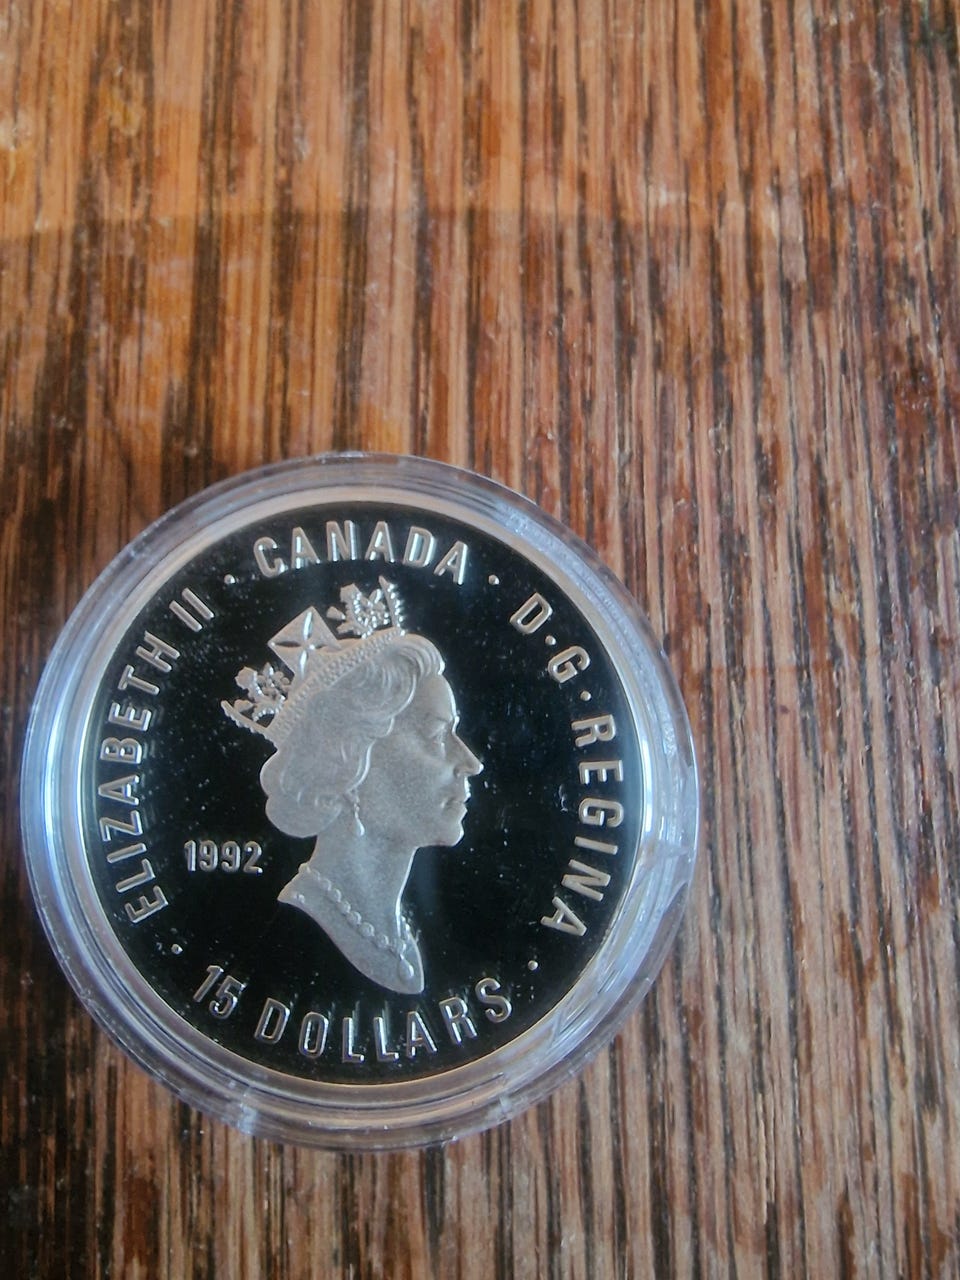 ELIZABETH II · CANADA · D·G·REGINA ·
1992
· 15 DOLLARS